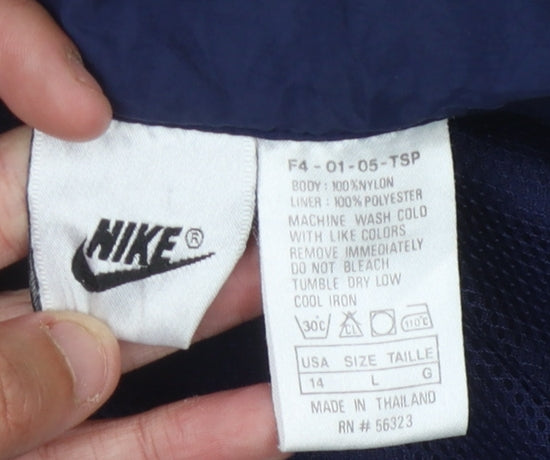 NIKE ®
F4-01-05-TSP
BODY: 100%NYLON
LINER: 100%POLYESTER
MACHINE WASH COLD
WITH LIKE COLORS
REMOVE IMMEDIATELY
DO NOT BLEACH
TUMBLE DRY LOW
COOL IRON
30℃ CL 110℃
USA SIZE TAILLE
14 L G
MADE IN THAILAND
RN # 56323